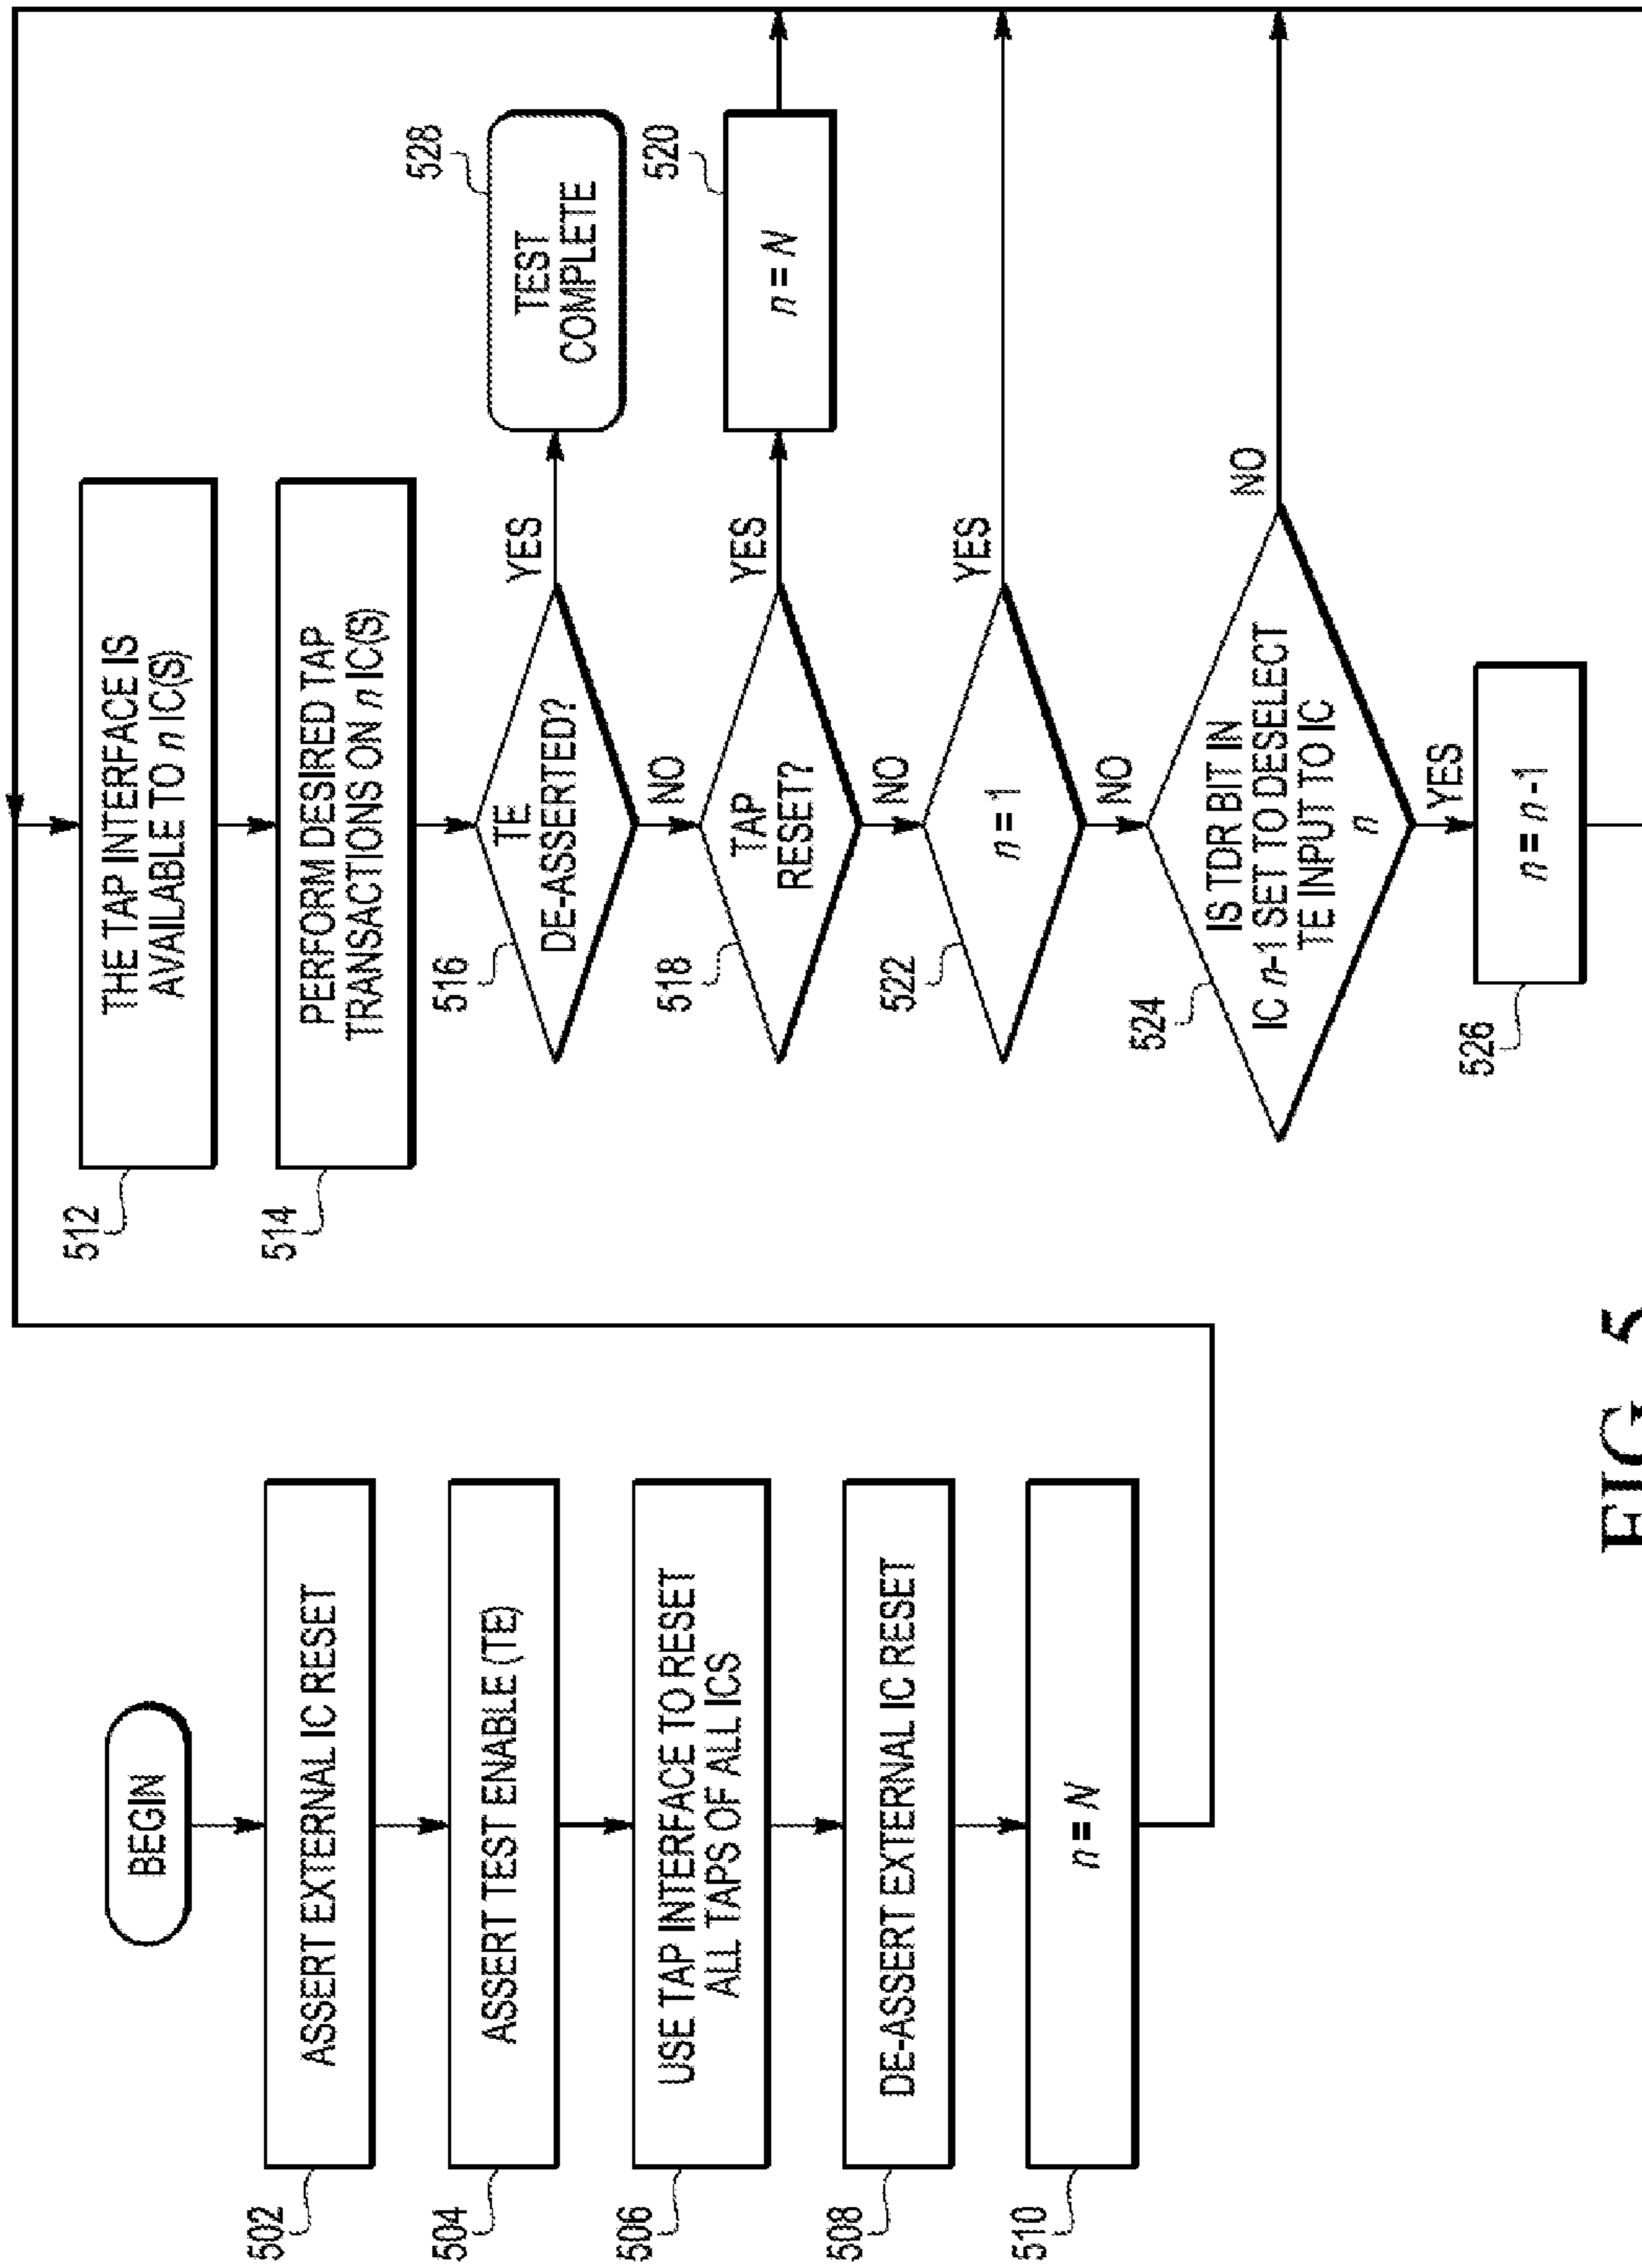 BEGIN
502
ASSERT EXTERNAL IC RESET
504
ASSERT TEST ENABLE (TE)
506
USE TAP INTERFACE TO RESET
ALL TAPS OF ALL ICS
508
DE-ASSERT EXTERNAL IC RESET
510
n = N
512
THE TAP INTERFACE IS
AVAILABLE TO n IC(S)
514
PERFORM DESIRED TAP
TRANSACTIONS ON n IC(S)
516
TE
DE-ASSERTED?
YES
528
TEST
COMPLETE
NO
518
TAP
RESET?
YES
520
n = N
NO
522
n = 1
YES
NO
524
IS TDR BIT IN
IC n-1 SET TO DESELECT
TE INPUT TO IC
n
NO
YES
526
n = n-1
FIG. 5